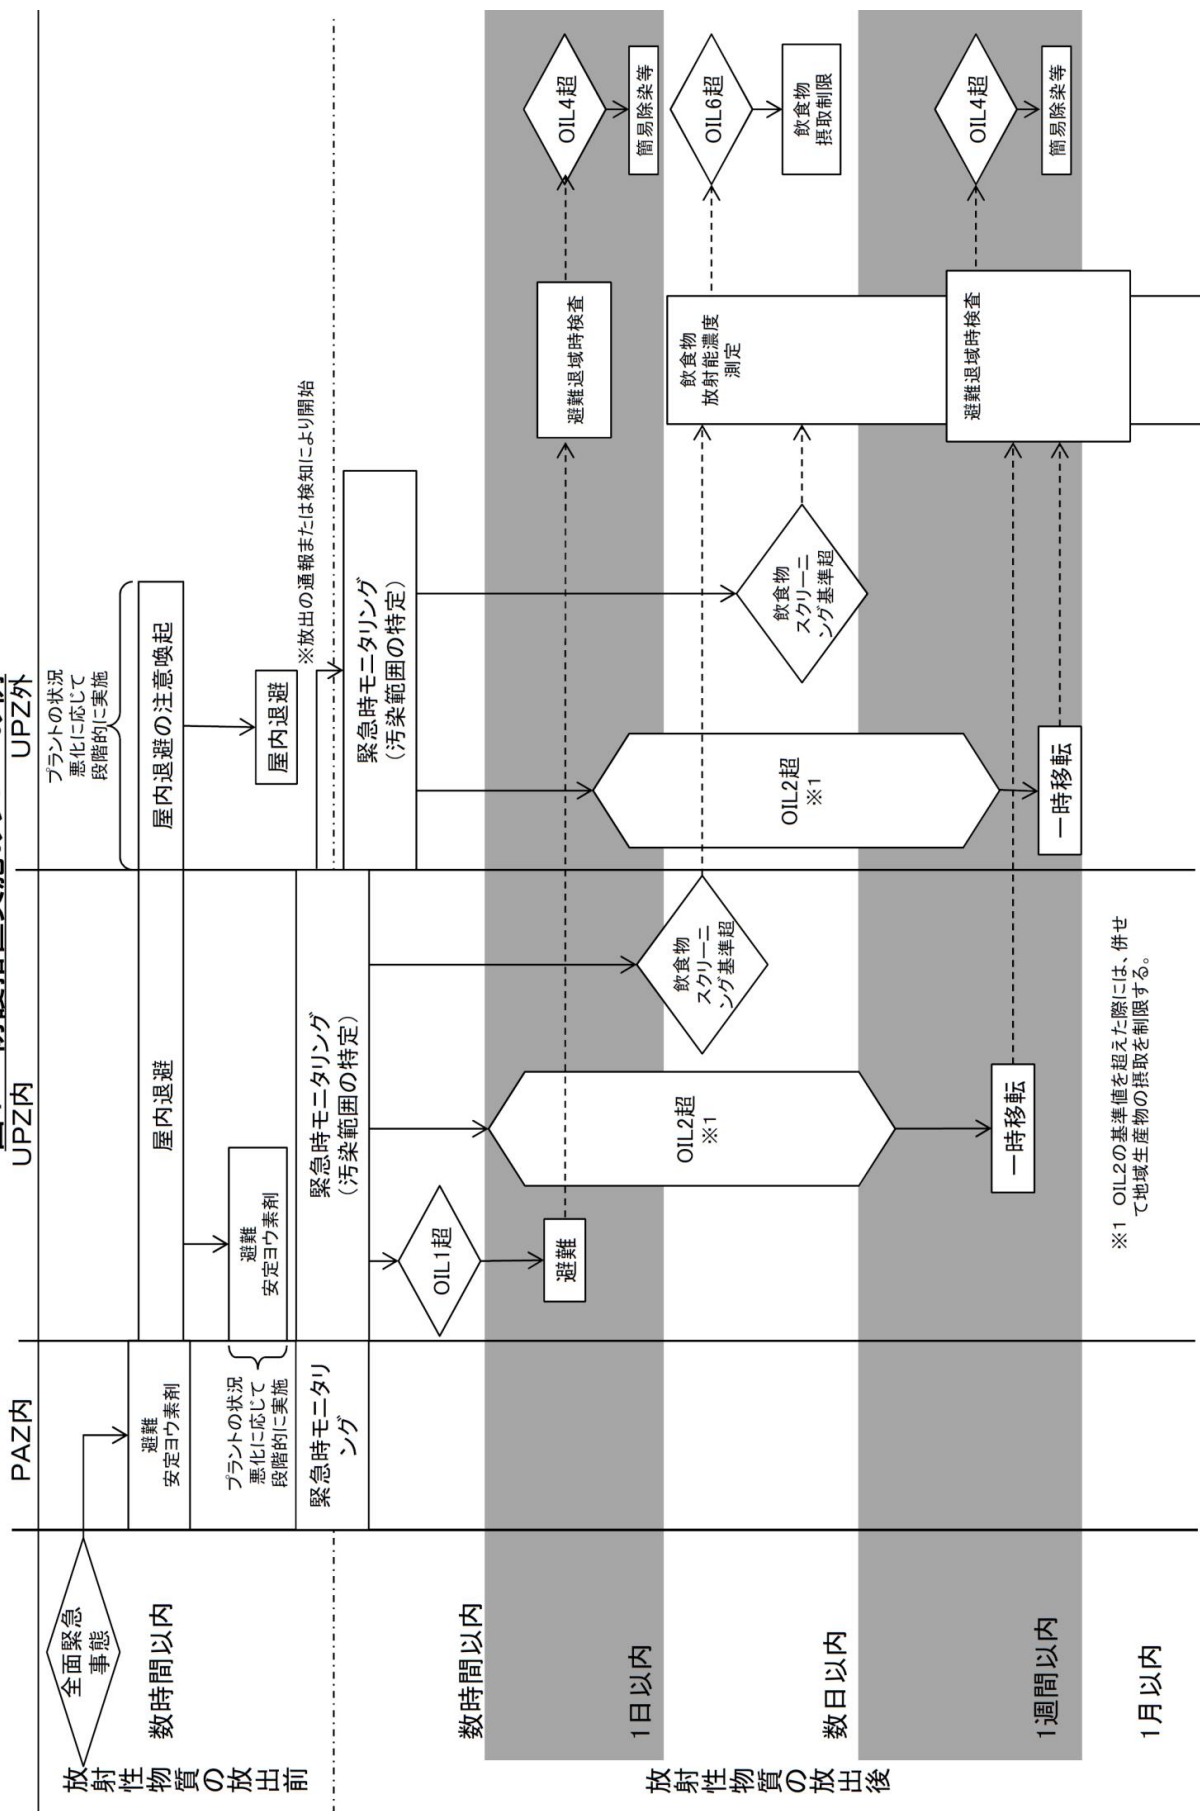 PAZ内
UPZ内
UPZ外
放射性物質の放出前
全面緊急
事態
数時間以内
避難
安定ヨウ素剤
屋内退避
屋内退避の注意喚起
プラントの状況
悪化に応じて
段階的に実施
避難
安定ヨウ素剤
プラントの状況
悪化に応じて
段階的に実施
屋内退避
※放出の通報または検知により開始
緊急時モニタリ
ング
緊急時モニタリング
(汚染範囲の特定)
緊急時モニタリング
(汚染範囲の特定)
放射性物質の放出後
数時間以内
OIL1超
1日以内
避難
避難退域時検査
OIL4超
簡易除染等
数日以内
OIL2超
※1
飲食物
スクリーニ
ング基準超
OIL2超
※1
飲食物
スクリーニ
ング基準超
飲食物
放射能濃度
測定
OIL6超
飲食物
摂取制限
1週間以内
一時移転
一時移転
避難退域時検査
OIL4超
簡易除染等
1月以内
※1 OIL2の基準値を超えた際には、併せ
て地域生産物の摂取を制限する。